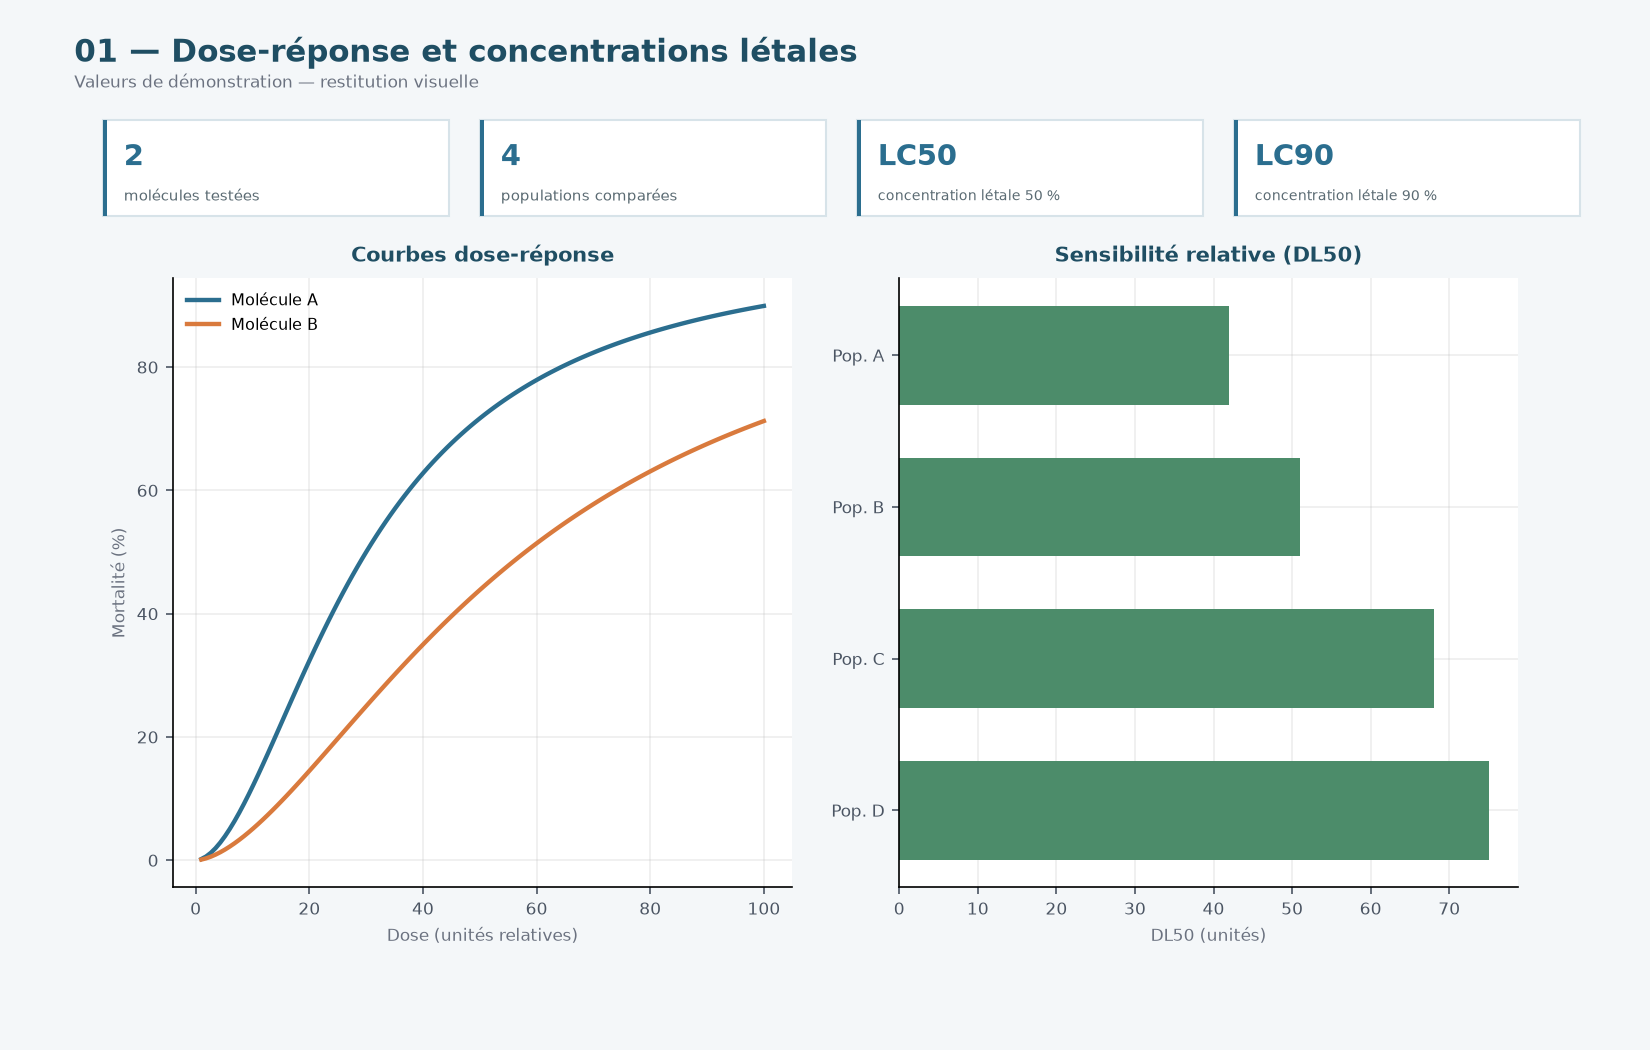 01 — Dose-réponse et concentrations létales
Valeurs de démonstration — restitution visuelle
2
molécules testées
4
populations comparées
LC50
concentration létale 50 %
LC90
concentration létale 90 %
Courbes dose-réponse
Molécule A
Molécule B
80
60
40
20
0
Mortalité (%)
0 20 40 60 80 100
Dose (unités relatives)
Sensibilité relative (DL50)
Pop. A
Pop. B
Pop. C
Pop. D
0 10 20 30 40 50 60 70
DL50 (unités)